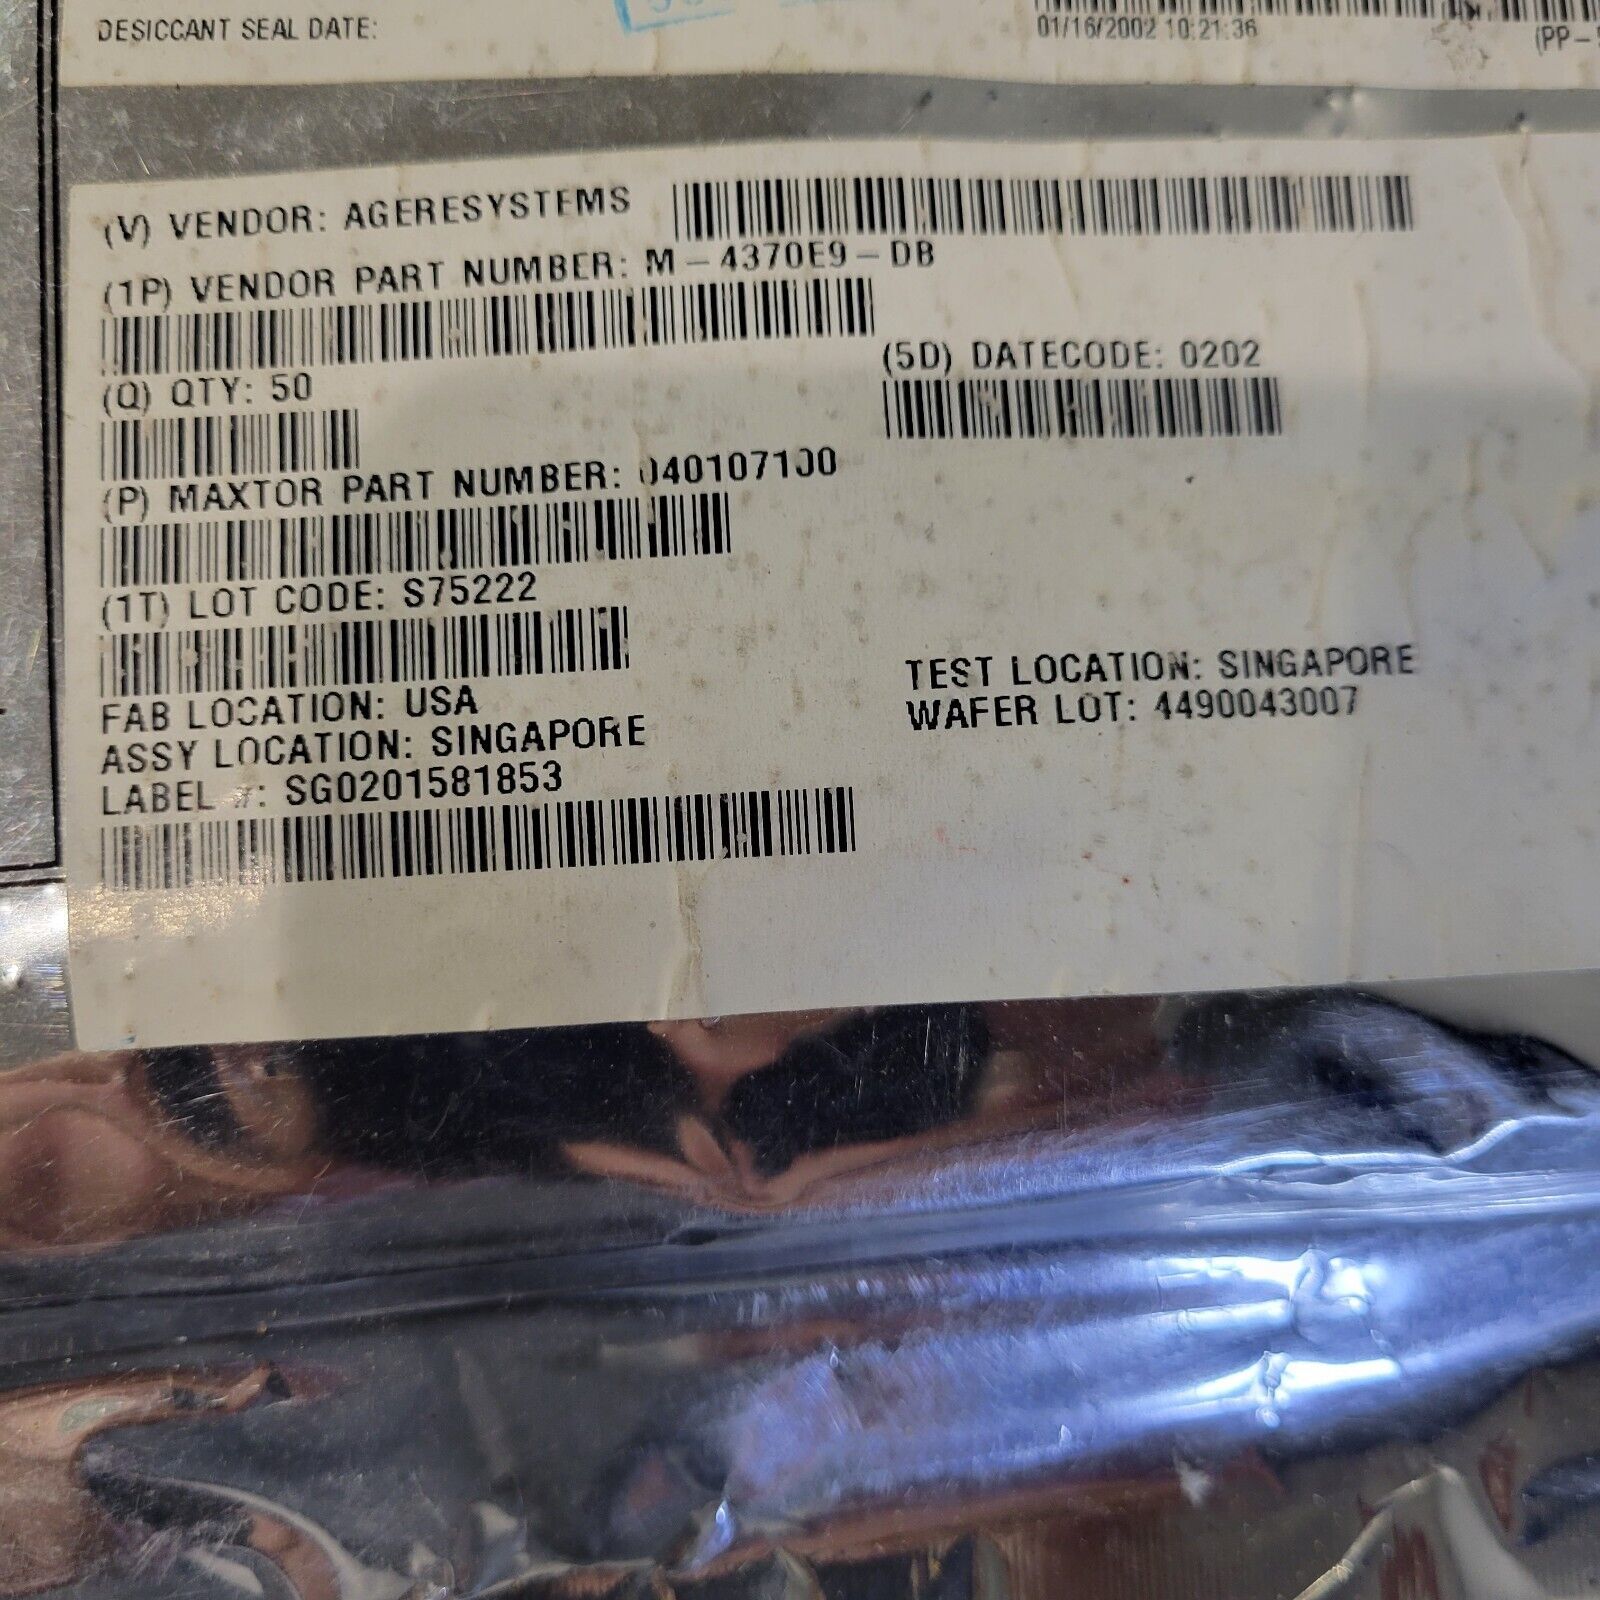 DESICCANT SEAL DATE:
01/16/2002 10:21:36
(PP-
(V) VENDOR: AGERESYSTEMS
(1P) VENDOR PART NUMBER: M-4370E9-DB
(Q) QTY: 50
(5D) DATECODE: 0202
(P) MAXTOR PART NUMBER: 040107100
(1T) LOT CODE: S75222
FAB LOCATION: USA
TEST LOCATION: SINGAPORE
ASSY LOCATION: SINGAPORE
WAFER LOT: 4490043007
LABEL #: SG0201581853